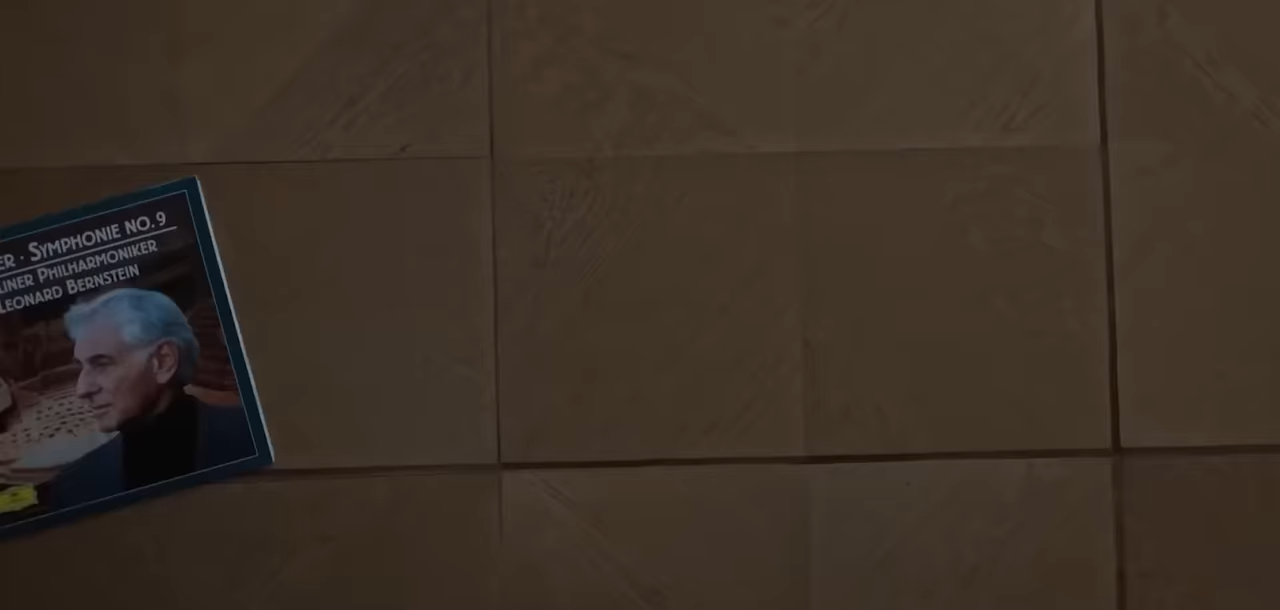 ER · SYMPHONIE NO. 9
LINER PHILHARMONIKER
LEONARD BERNSTEIN